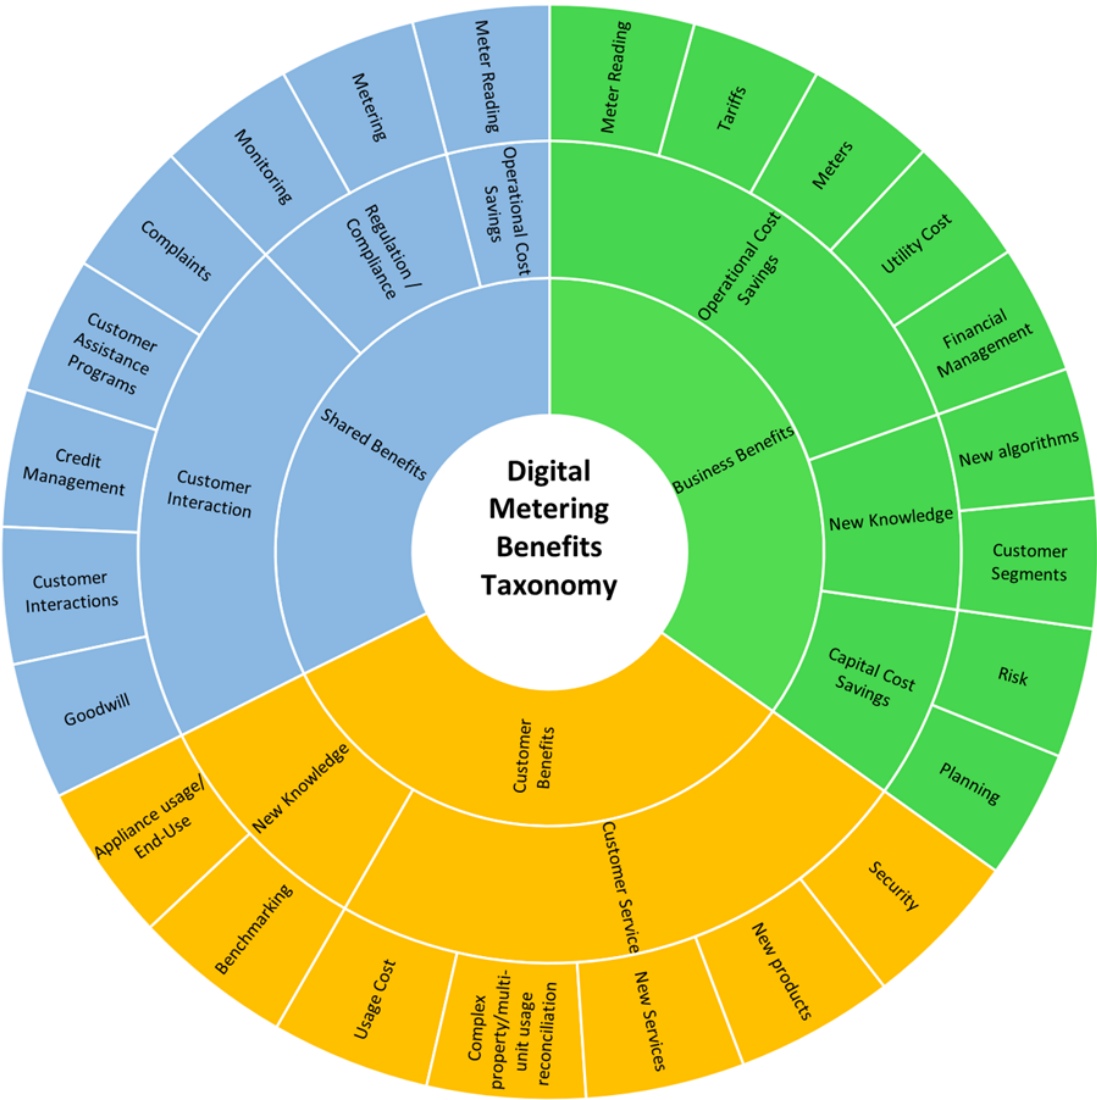 Digital
Metering
Benefits
Taxonomy
Business Benefits
Operational Cost
Savings
Meter Reading
Tariffs
Meters
Utility Cost
Financial
Management
New Knowledge
New algorithms
Customer
Segments
Capital Cost
Savings
Risk
Planning
Customer
Benefits
Customer Service
Security
New products
New Services
Complex
property/multi-
unit usage
reconciliation
Usage Cost
New Knowledge
Benchmarking
Appliance usage/
End-Use
Shared Benefits
Customer
Interaction
Goodwill
Customer
Interactions
Credit
Management
Customer
Assistance
Programs
Complaints
Regulation /
Compliance
Monitoring
Metering
Operational Cost
Savings
Meter Reading